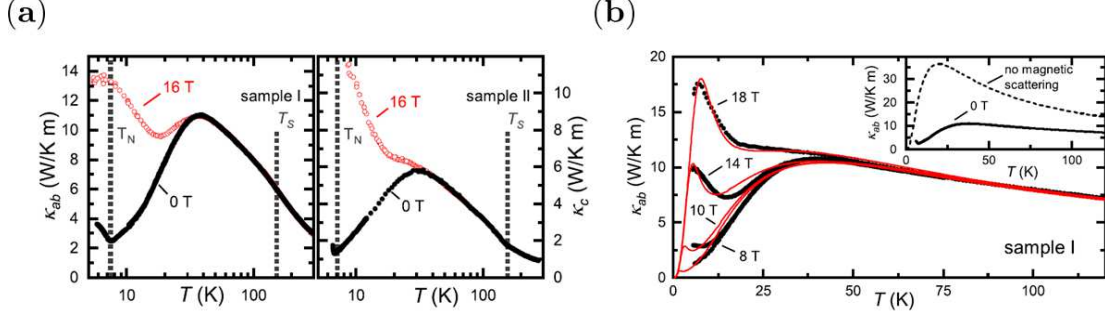 (a)
(b)
14
12
10
8
6
4
2
0
κab (W/K m)
16 T
TN
0 T
sample I
TS
10
100
T (K)
16 T
TN
0 T
sample II
TS
10
100
T (K)
10
8
6
4
2
0
κc (W/K m)
20
15
10
5
0
κab (W/K m)
18 T
14 T
10 T
8 T
sample I
0
25
50
75
100
T (K)
30
20
10
0
κab (W/K m)
no magnetic
scattering
0 T
0
50
100
T (K)